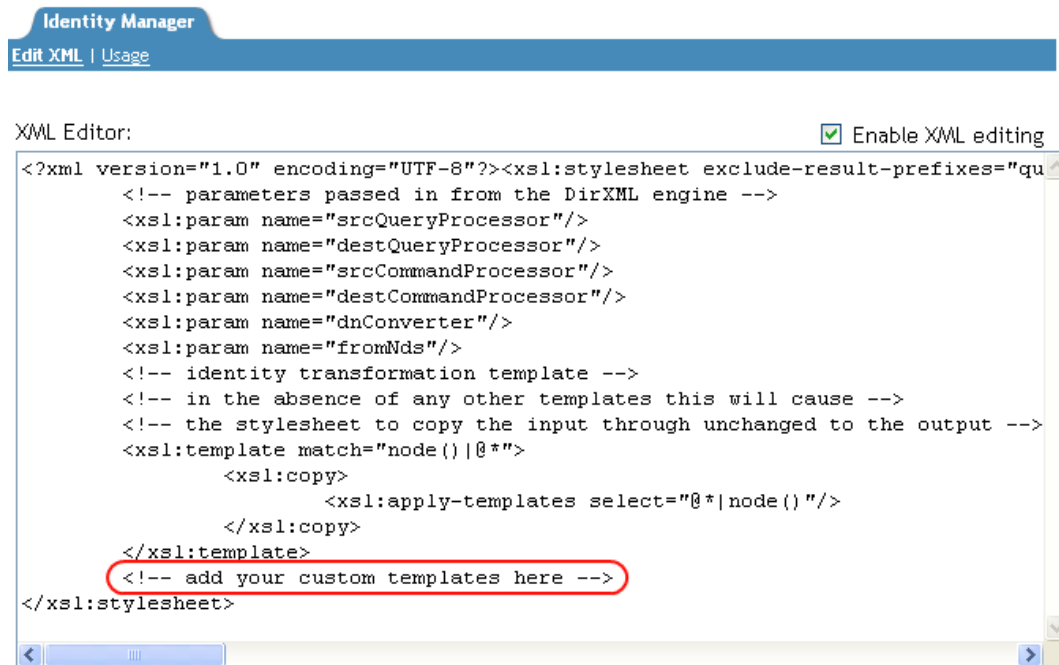 Identity Manager
Edit XML | Usage
XML Editor:
Enable XML editing
<?xml version="1.0" encoding="UTF-8"?><xsl:stylesheet exclude-result-prefixes="qu
<!-- parameters passed in from the DirXML engine -->
<xsl:param name="srcQueryProcessor"/>
<xsl:param name="destQueryProcessor"/>
<xsl:param name="srcCommandProcessor"/>
<xsl:param name="destCommandProcessor"/>
<xsl:param name="dnConverter"/>
<xsl:param name="fromNds"/>
<!-- identity transformation template -->
<!-- in the absence of any other templates this will cause -->
<!-- the stylesheet to copy the input through unchanged to the output -->
<xsl:template match="node()|@*">
<xsl:copy>
<xsl:apply-templates select="@*|node()"/>
</xsl:copy>
</xsl:template>
<!-- add your custom templates here -->
</xsl:stylesheet>